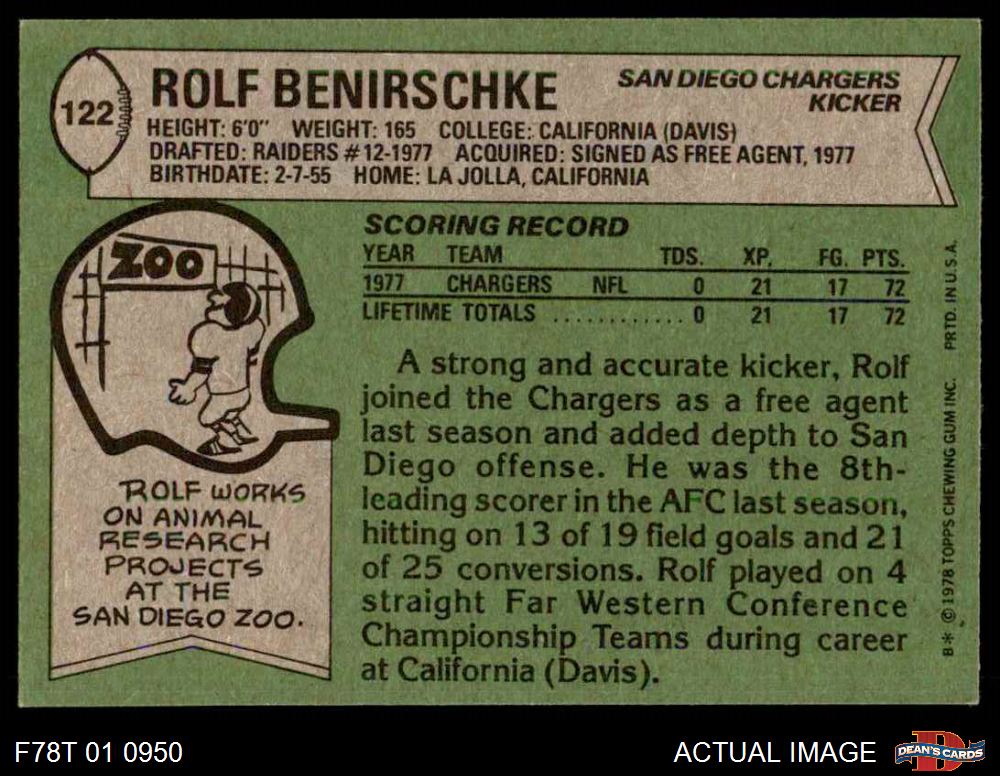 122
ROLF BENIRSCHKE
SAN DIEGO CHARGERS
KICKER
HEIGHT: 6'0" WEIGHT: 165 COLLEGE: CALIFORNIA (DAVIS)
DRAFTED: RAIDERS #12-1977 ACQUIRED: SIGNED AS FREE AGENT, 1977
BIRTHDATE: 2-7-55 HOME: LA JOLLA, CALIFORNIA
SCORING RECORD
YEAR TEAM TDS. XP. FG. PTS.
1977 CHARGERS NFL 0 21 17 72
LIFETIME TOTALS ............ 0 21 17 72
ZOO
ROLF WORKS
ON ANIMAL
RESEARCH
PROJECTS
AT THE
SAN DIEGO ZOO.
A strong and accurate kicker, Rolf
joined the Chargers as a free agent
last season and added depth to San
Diego offense. He was the 8th-
leading scorer in the AFC last season,
hitting on 13 of 19 field goals and 21
of 25 conversions. Rolf played on 4
straight Far Western Conference
Championship Teams during career
at California (Davis).
B* © 1978 TOPPS CHEWING GUM INC. PRTD. IN U.S.A.
F78T 01 0950
ACTUAL IMAGE
DEAN'S CARDS